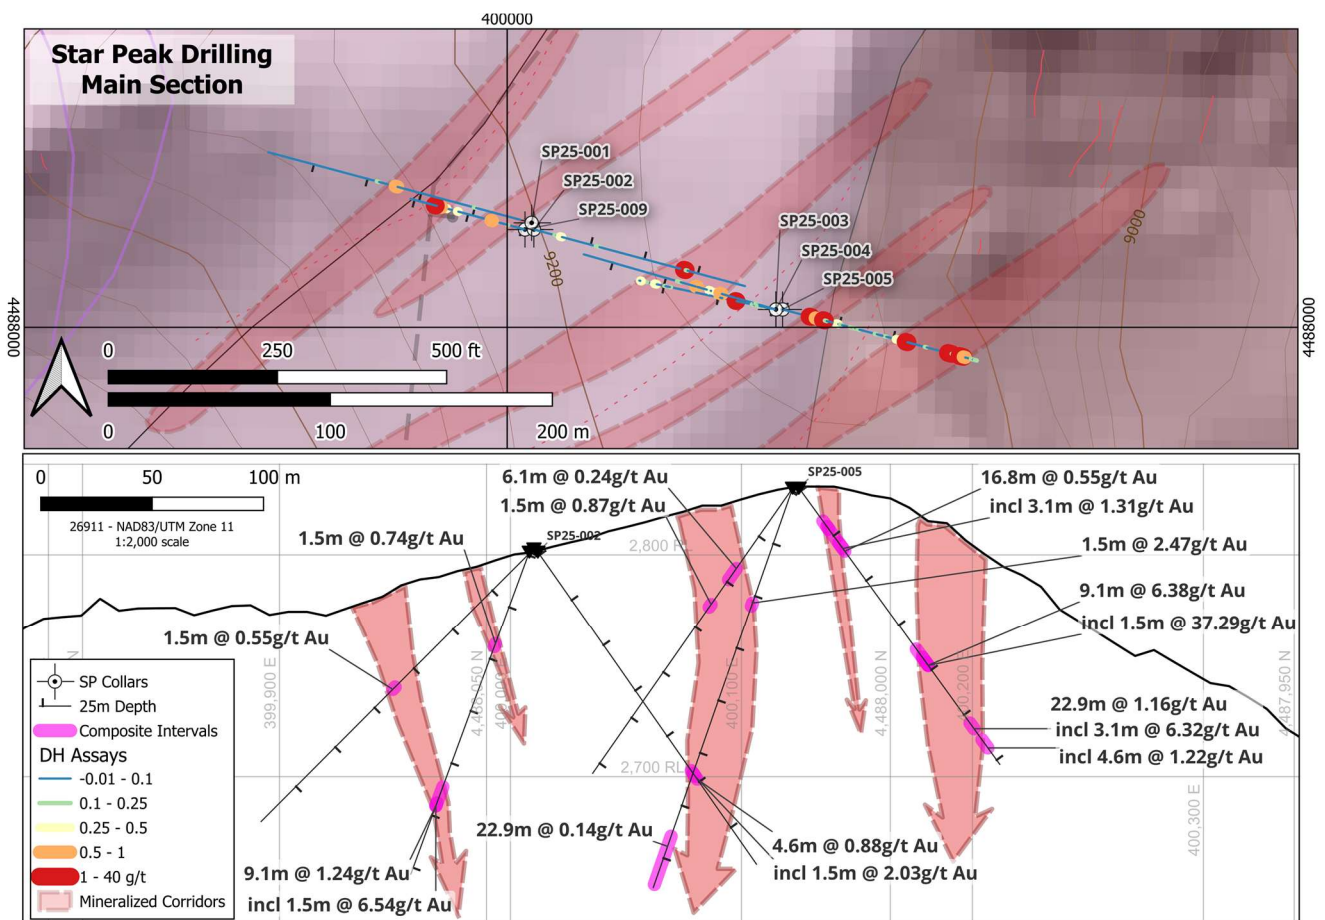 400000
Star Peak Drilling
Main Section
SP25-001
SP25-002
SP25-009
SP25-003
SP25-004
SP25-005
9200
9000
4488000
4488000
0 250 500 ft
0 100 200 m
0 50 100 m
26911 - NAD83/UTM Zone 11
1:2,000 scale
6.1m @ 0.24g/t Au
1.5m @ 0.87g/t Au
SP25-005
16.8m @ 0.55g/t Au
incl 3.1m @ 1.31g/t Au
1.5m @ 0.74g/t Au
SP25-002
2,800 RL
1.5m @ 2.47g/t Au
9.1m @ 6.38g/t Au
incl 1.5m @ 37.29g/t Au
1.5m @ 0.55g/t Au
N
399,900 E
4,488,050 N
400,100 E
4,488,000 N
400,200 E
4,487,950 N
22.9m @ 1.16g/t Au
incl 3.1m @ 6.32g/t Au
incl 4.6m @ 1.22g/t Au
2,700 RL
400,300 E
22.9m @ 0.14g/t Au
4.6m @ 0.88g/t Au
incl 1.5m @ 2.03g/t Au
9.1m @ 1.24g/t Au
incl 1.5m @ 6.54g/t Au
SP Collars
25m Depth
Composite Intervals
DH Assays
-0.01 - 0.1
0.1 - 0.25
0.25 - 0.5
0.5 - 1
1 - 40 g/t
Mineralized Corridors